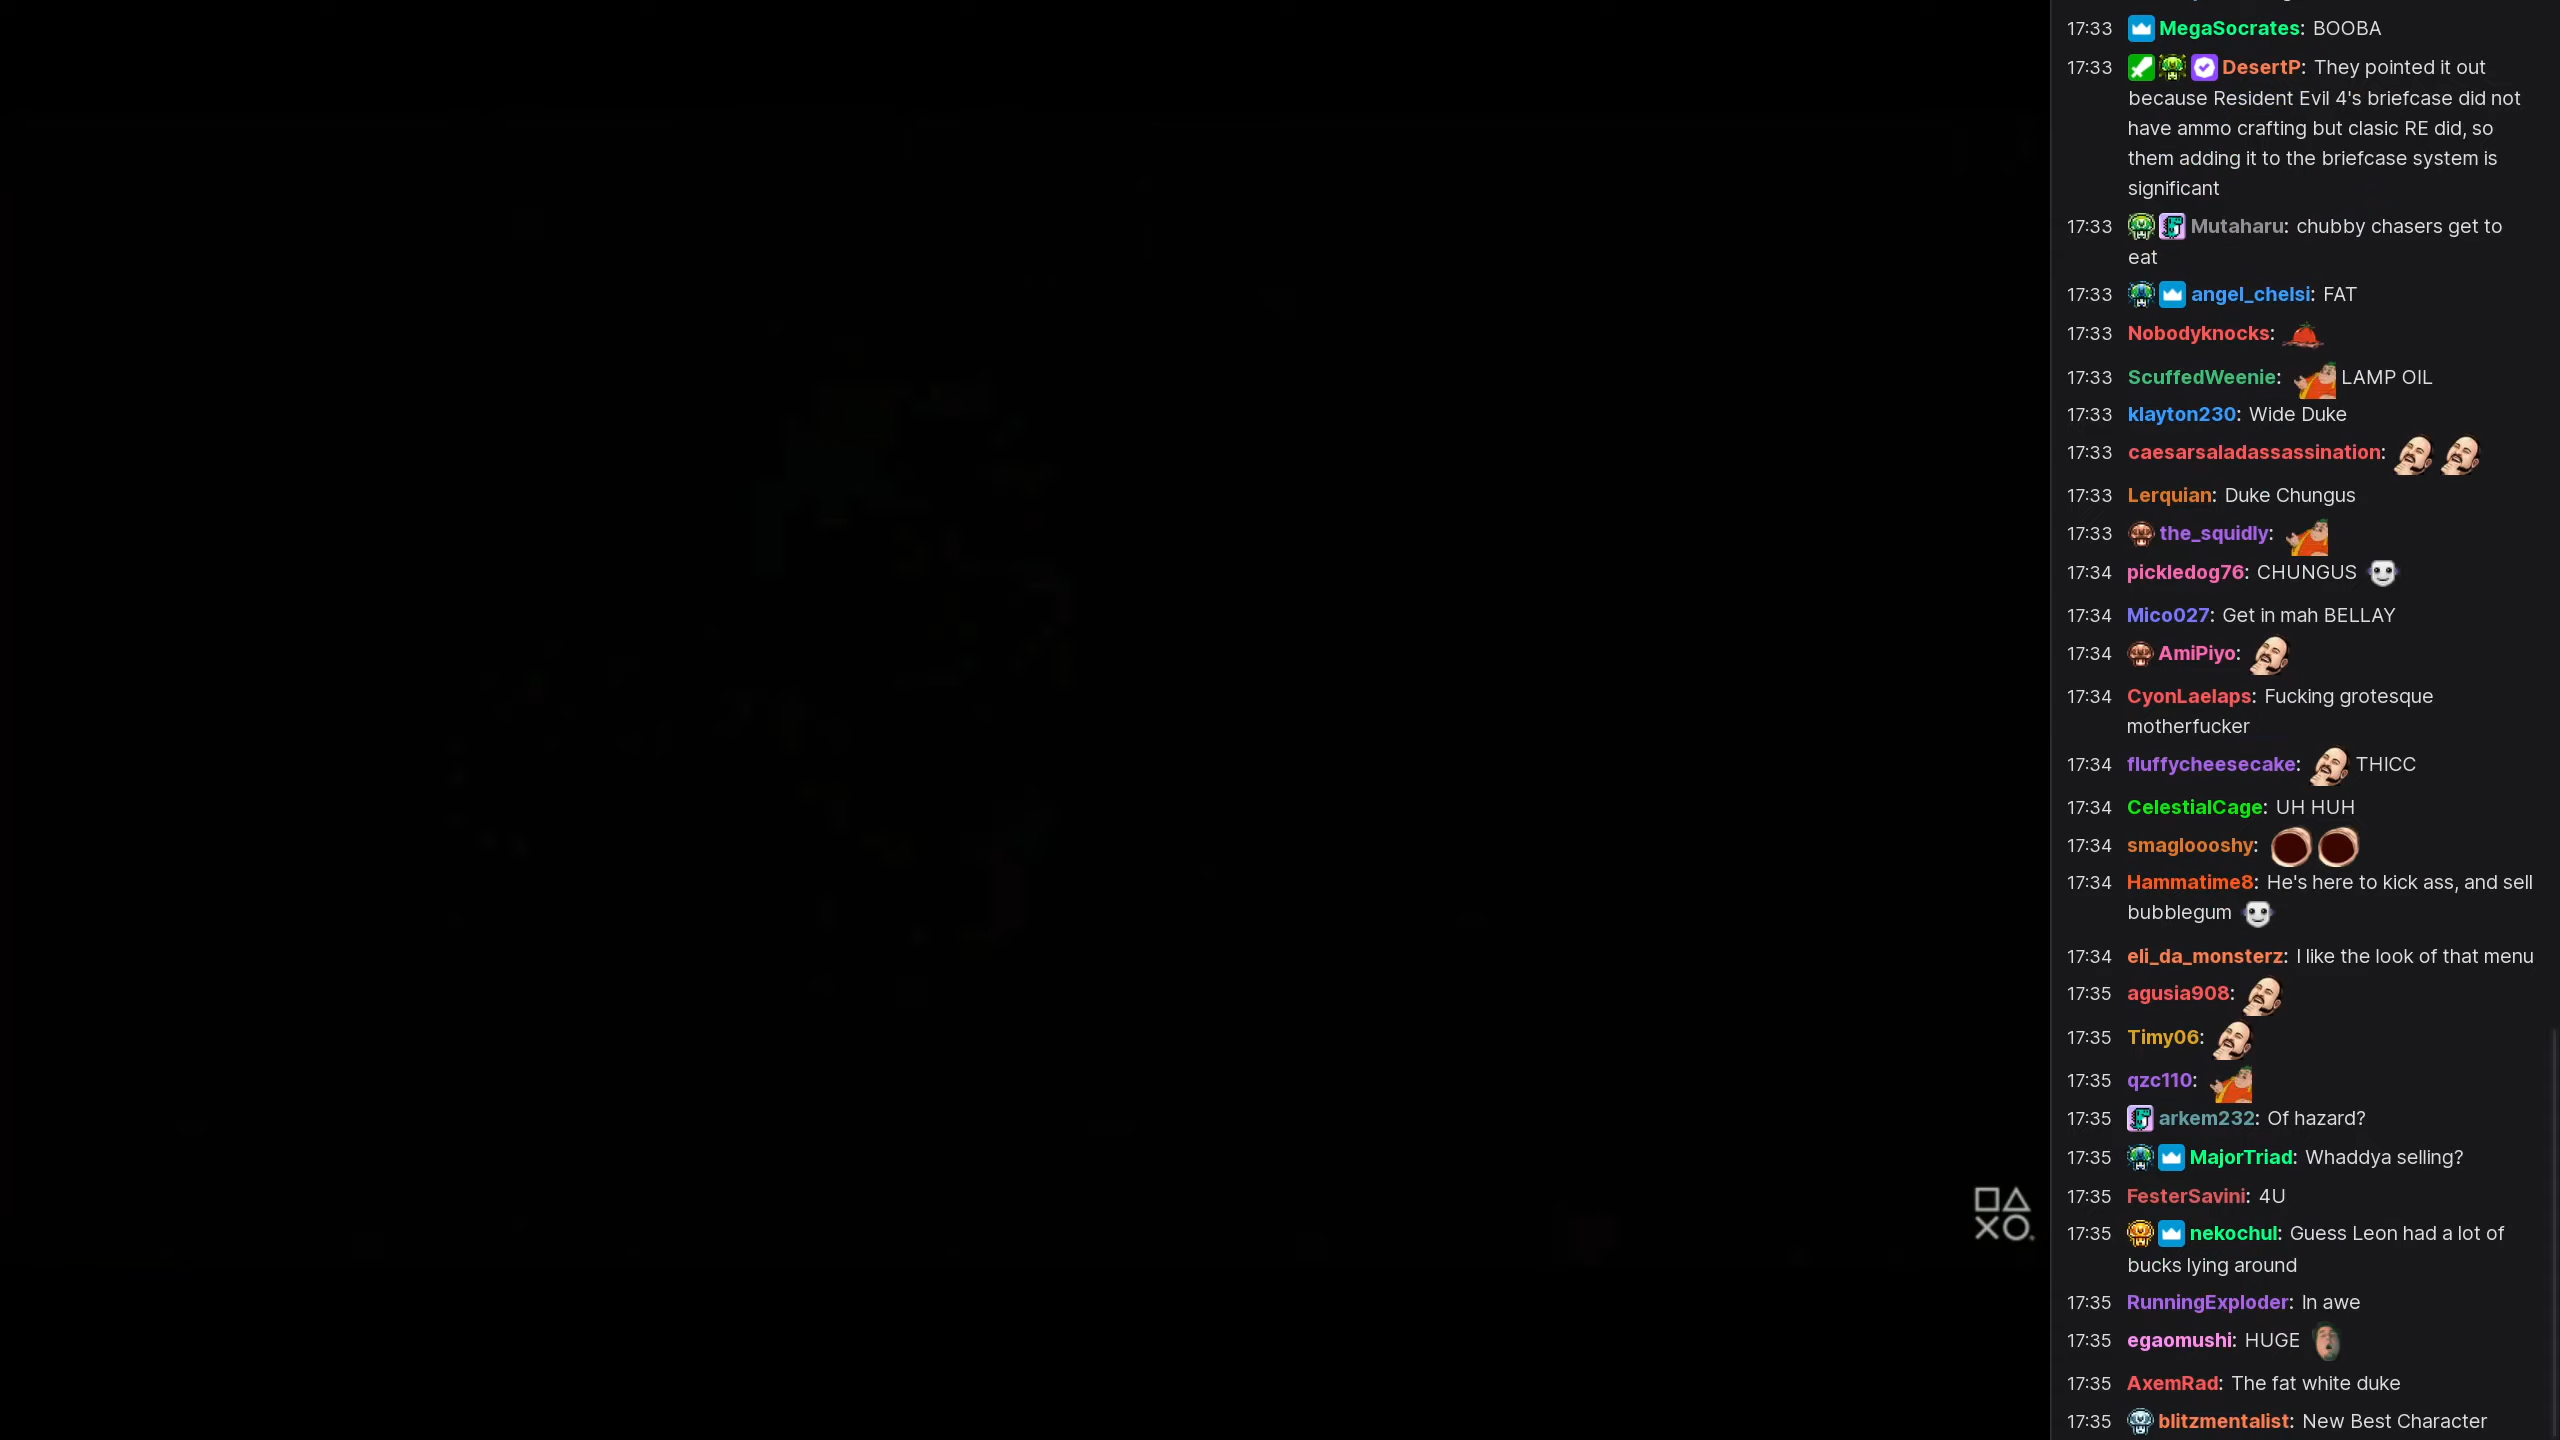 17:33 MegaSocrates: BOOBA
17:33 DesertP: They pointed it out
because Resident Evil 4's briefcase did not
have ammo crafting but clasic RE did, so
them adding it to the briefcase system is
significant
17:33 Mutaharu: chubby chasers get to
eat
17:33 angel_chelsi: FAT
17:33 Nobodyknocks:
17:33 ScuffedWeenie: LAMP OIL
17:33 klayton230: Wide Duke
17:33 caesarsaladassassination:
17:33 Lerquian: Duke Chungus
17:33 the_squidly:
17:34 pickledog76: CHUNGUS
17:34 Mico027: Get in mah BELLAY
17:34 AmiPiyo:
17:34 CyonLaelaps: Fucking grotesque
motherfucker
17:34 fluffycheesecake: THICC
17:34 CelestialCage: UH HUH
17:34 smagloooshy:
17:34 Hammatime8: He's here to kick ass, and sell
bubblegum
17:34 eli_da_monsterz: I like the look of that menu
17:35 agusia908:
17:35 Timy06:
17:35 qzc110:
17:35 arkem232: Of hazard?
17:35 MajorTriad: Whaddya selling?
17:35 FesterSavini: 4U
17:35 nekochul: Guess Leon had a lot of
bucks lying around
17:35 RunningExploder: In awe
17:35 egaomushi: HUGE
17:35 AxemRad: The fat white duke
17:35 blitzmentalist: New Best Character